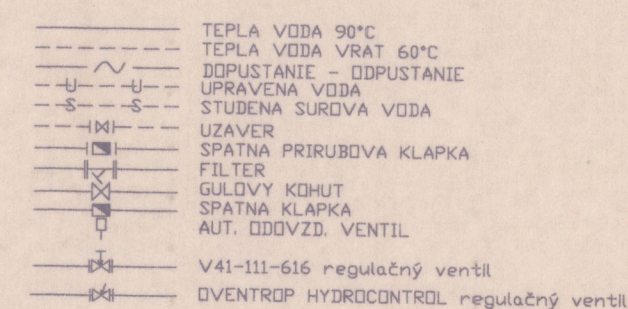 TEPLA VODA 90°C
TEPLA VODA VRAT 60°C
DOPUSTANIE - ODPUSTANIE
U U UPRAVENA VODA
S S STUDENA SUROVA VODA
UZAVER
SPATNA PRIRUBOVA KLAPKA
FILTER
GULOVY KOHUT
SPATNA KLAPKA
AUT. ODOVZD. VENTIL
V41-111-616 regulačný ventil
OVENTROP HYDROCONTROL regulačný ventil